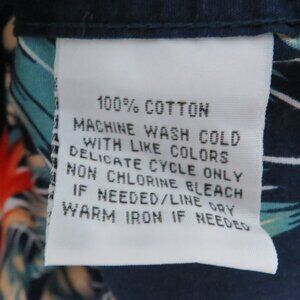 100% COTTON
MACHINE WASH COLD
WITH LIKE COLORS
DELICATE CYCLE ONLY
NON CHLORINE BLEACH
IF NEEDED/LINE DRY
WARM IRON IF NEEDED